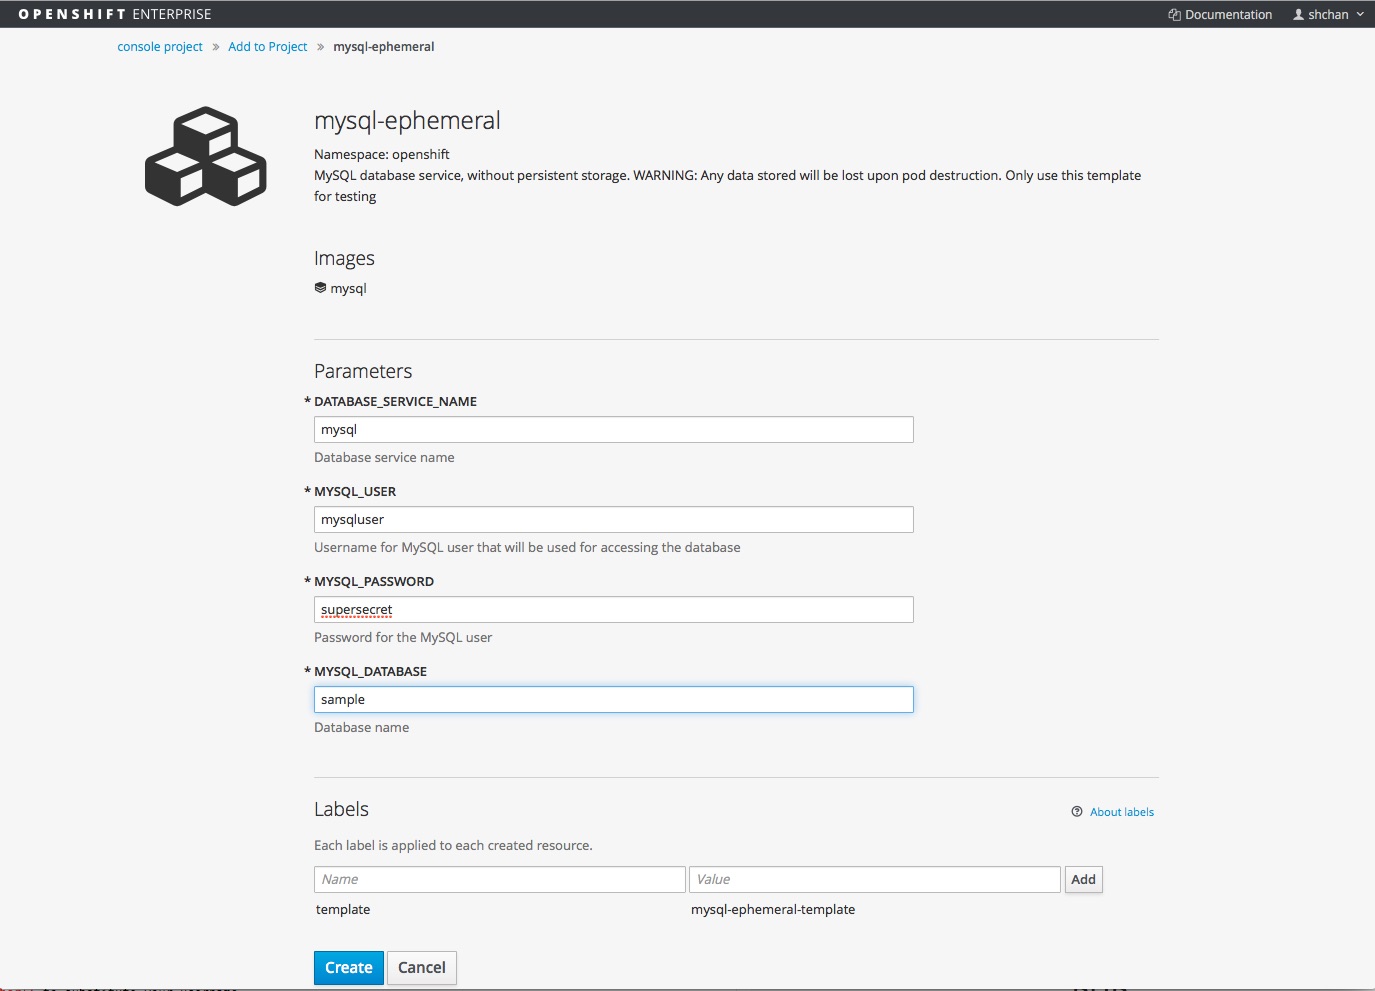 OPENSHIFT ENTERPRISE
Documentation
shchan
console project » Add to Project » mysql-ephemeral
mysql-ephemeral
Namespace: openshift
MySQL database service, without persistent storage. WARNING: Any data stored will be lost upon pod destruction. Only use this template
for testing
Images
mysql
Parameters
* DATABASE_SERVICE_NAME
mysql
Database service name
* MYSQL_USER
mysqluser
Username for MySQL user that will be used for accessing the database
* MYSQL_PASSWORD
supersecret
Password for the MySQL user
* MYSQL_DATABASE
sample
Database name
Labels
About labels
Each label is applied to each created resource.
Name Value Add
template mysql-ephemeral-template
Create Cancel